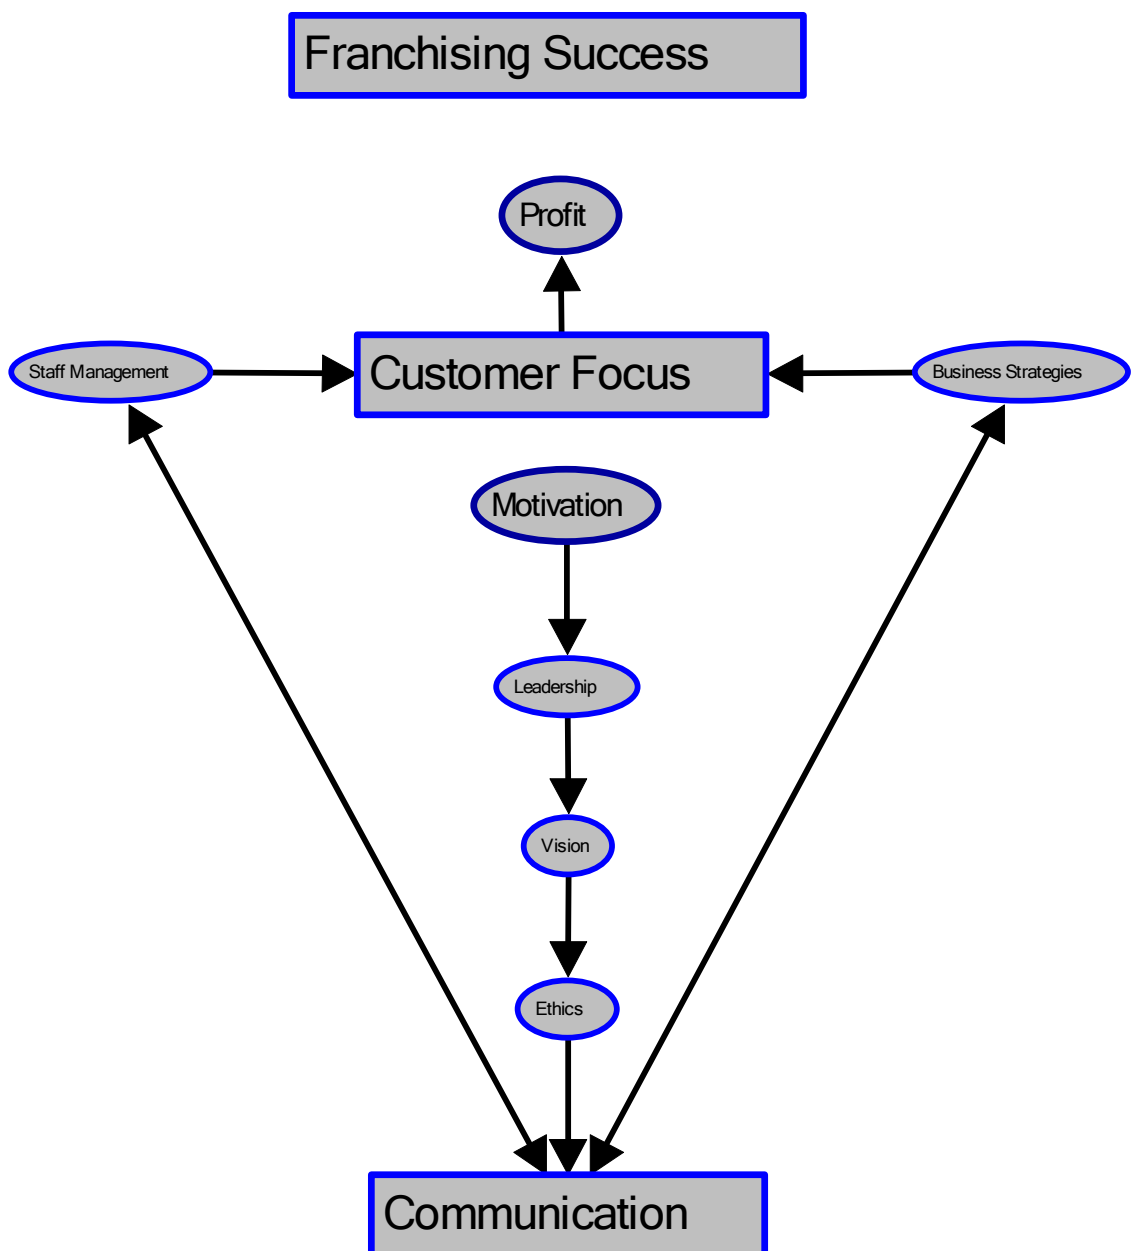 Franchising Success
Profit
Staff Management
Customer Focus
Business Strategies
Motivation
Leadership
Vision
Ethics
Communication